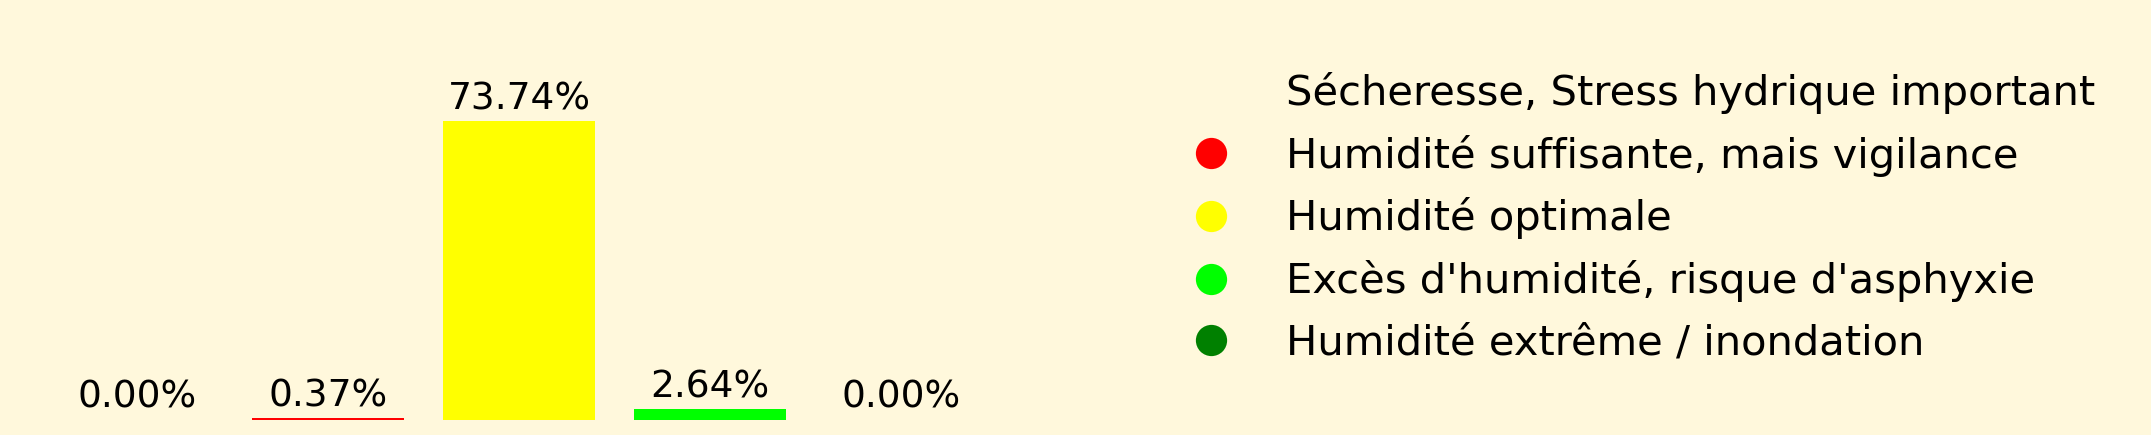 73.74%
0.00%
0.37%
2.64%
0.00%
Sécheresse, Stress hydrique important
Humidité suffisante, mais vigilance
Humidité optimale
Excès d'humidité, risque d'asphyxie
Humidité extrême / inondation